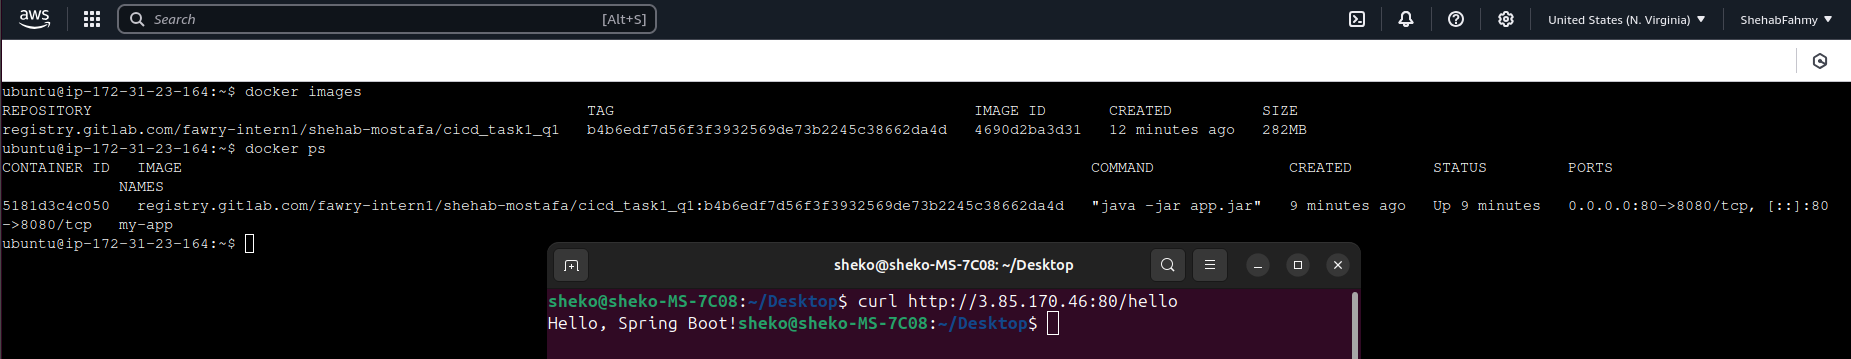 aws Search [Alt+S] United States (N. Virginia) ShehabFahmy
ubuntu@ip-172-31-23-164:~$ docker images
REPOSITORY TAG IMAGE ID CREATED SIZE
registry.gitlab.com/fawry-intern1/shehab-mostafa/cicd_task1_q1 b4b6edf7d56f3f3932569de73b2245c38662da4d 4690d2ba3d31 12 minutes ago 282MB
ubuntu@ip-172-31-23-164:~$ docker ps
CONTAINER ID IMAGE COMMAND CREATED STATUS PORTS
NAMES
5181d3c4c050 registry.gitlab.com/fawry-intern1/shehab-mostafa/cicd_task1_q1:b4b6edf7d56f3f3932569de73b2245c38662da4d "java -jar app.jar" 9 minutes ago Up 9 minutes 0.0.0.0:80->8080/tcp, [::]:80
->8080/tcp my-app
ubuntu@ip-172-31-23-164:~$
sheko@sheko-MS-7C08: ~/Desktop
sheko@sheko-MS-7C08:~/Desktop$ curl http://3.85.170.46:80/hello
Hello, Spring Boot!sheko@sheko-MS-7C08:~/Desktop$